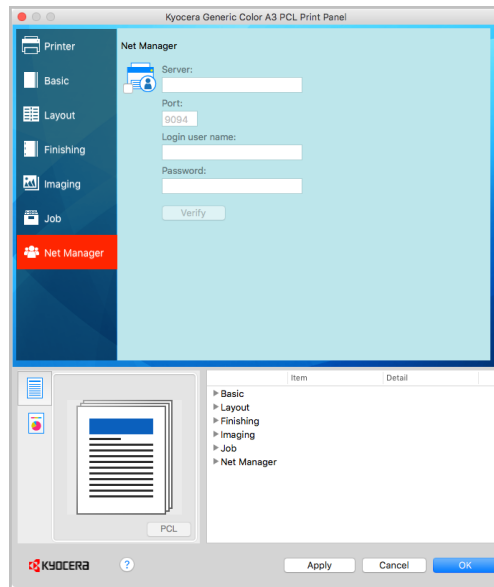 Kyocera Generic Color A3 PCL Print Panel
Printer
Basic
Layout
Finishing
Imaging
Job
Net Manager
Net Manager
Server:
Port:
9094
Login user name:
Password:
Verify
PCL
Item Detail
Basic
Layout
Finishing
Imaging
Job
Net Manager
KYOCERA
?
Apply Cancel OK